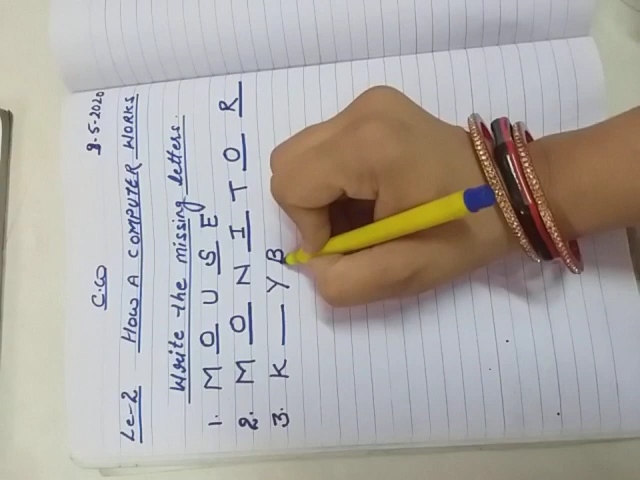 C.W 8-5-2020
Le-2 HOW A COMPUTER WORKS
Write the missing letters.
1. M O U S E
2. M O N I T O R
3. K _ Y B